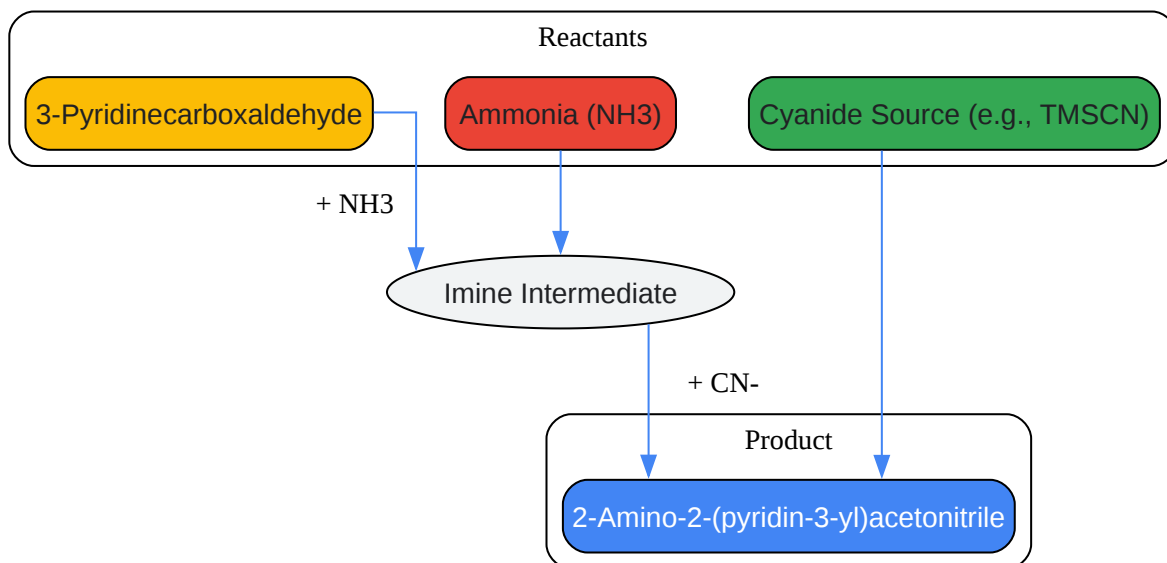 Reactants
3-Pyridinecarboxaldehyde
Ammonia (NH3)
Cyanide Source (e.g., TMSCN)
+ NH3
Imine Intermediate
+ CN-
Product
2-Amino-2-(pyridin-3-yl)acetonitrile